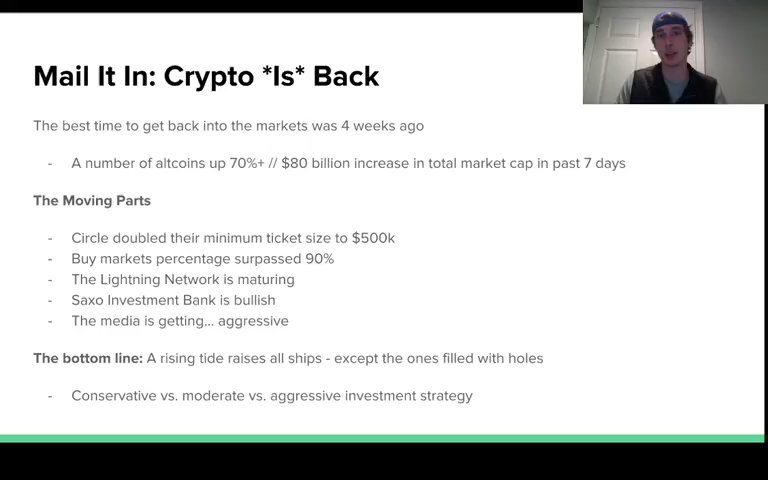 Mail It In: Crypto *Is* Back
The best time to get back into the markets was 4 weeks ago
- A number of altcoins up 70%+ // $80 billion increase in total market cap in past 7 days
The Moving Parts
- Circle doubled their minimum ticket size to $500k
- Buy markets percentage surpassed 90%
- The Lightning Network is maturing
- Saxo Investment Bank is bullish
- The media is getting... aggressive
The bottom line: A rising tide raises all ships - except the ones filled with holes
- Conservative vs. moderate vs. aggressive investment strategy